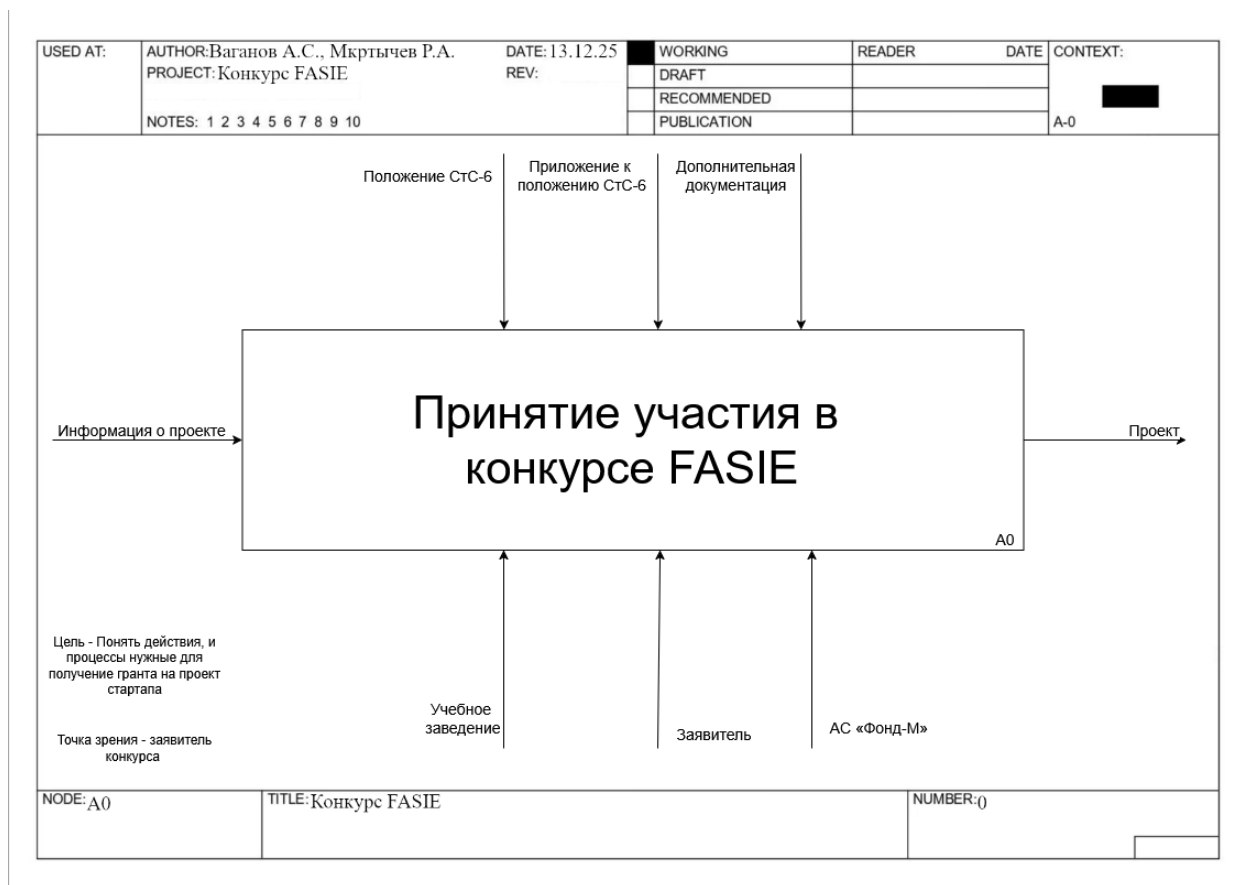 USED AT:
AUTHOR:Ваганов А.С., Мкртычев Р.А.
DATE:13.12.25
WORKING
READER
DATE
CONTEXT:
PROJECT:Конкурс FASIE
REV:
DRAFT
RECOMMENDED
NOTES: 1 2 3 4 5 6 7 8 9 10
PUBLICATION
A-0
Положение СтС-6
Приложение к
положению СтС-6
Дополнительная
документация
Информация о проекте
Принятие участия в
конкурсе FASIE
A0
Проект
Цель - Понять действия, и
процессы нужные для
получение гранта на проект
стартапа
Точка зрения - заявитель
конкурса
Учебное
заведение
Заявитель
АС «Фонд-М»
NODE:A0
TITLE:Конкурс FASIE
NUMBER:0